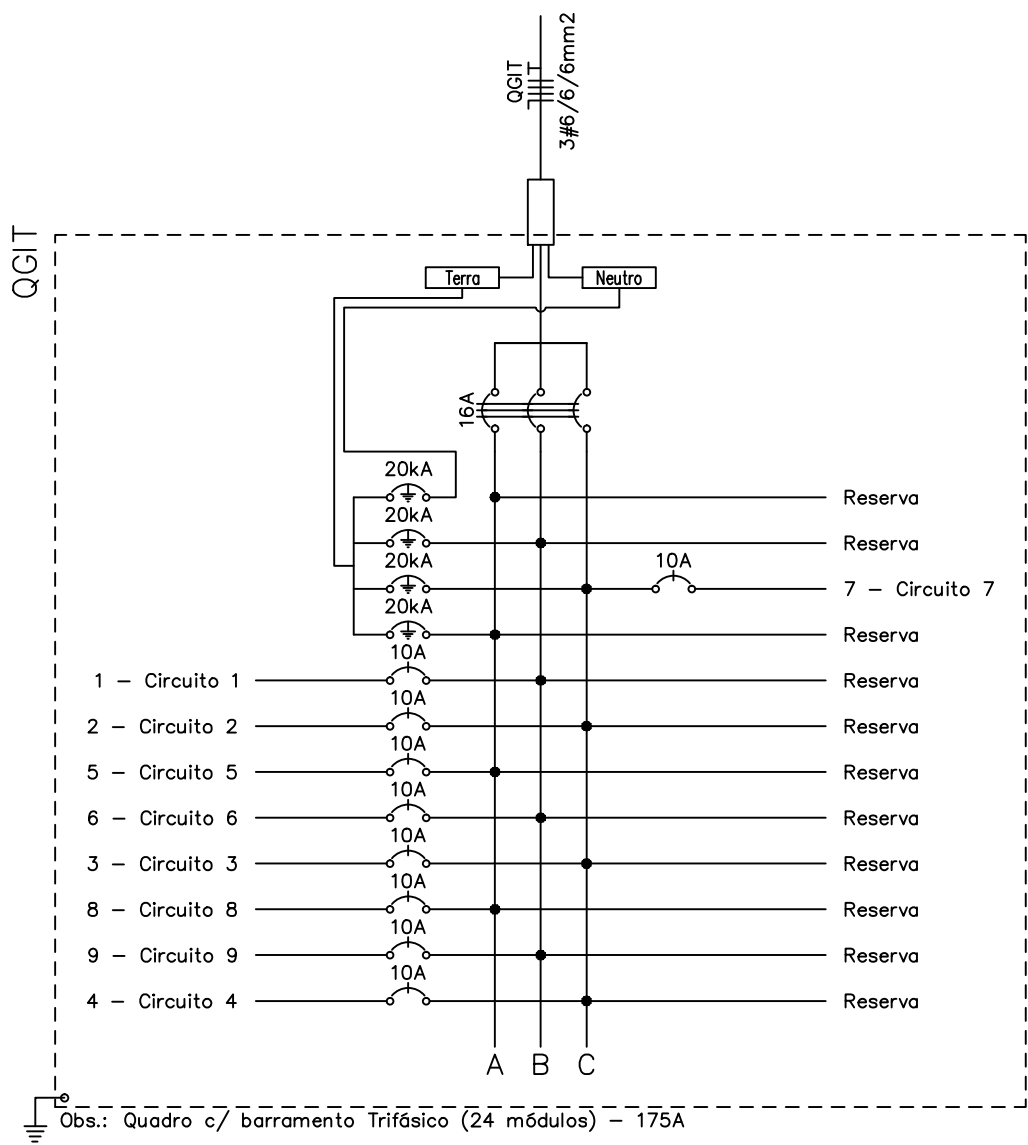 QGIT
3#6/6/6mm2
QGIT
Terra
Neutro
16A
20kA
Reserva
20kA
Reserva
20kA
10A
7 - Circuito 7
20kA
Reserva
10A
1 - Circuito 1
Reserva
10A
2 - Circuito 2
Reserva
10A
5 - Circuito 5
Reserva
10A
6 - Circuito 6
Reserva
10A
3 - Circuito 3
Reserva
10A
8 - Circuito 8
Reserva
10A
9 - Circuito 9
Reserva
10A
4 - Circuito 4
Reserva
A B C
Obs.: Quadro c/ barramento Trifásico (24 módulos) - 175A